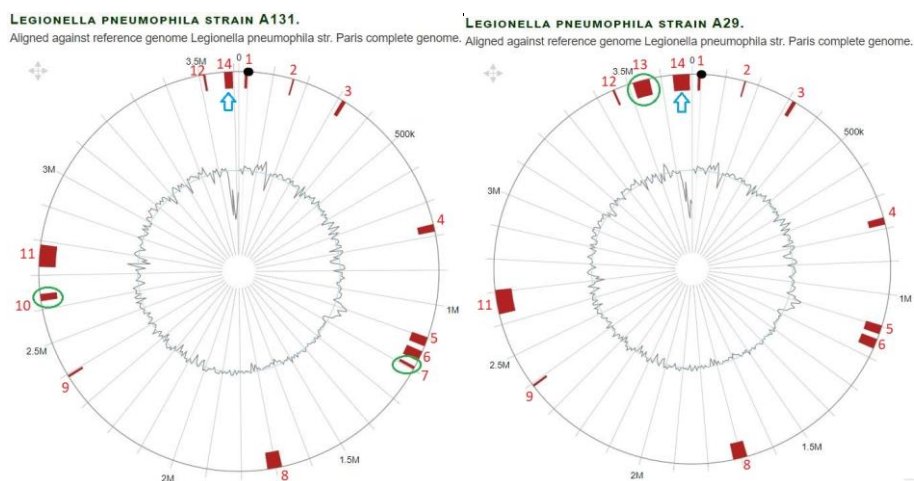 LEGIONELLA PNEUMOPHILA STRAIN A131.
Aligned against reference genome Legionella pneumophila str. Paris complete genome.
3.5M
0
12
14
1
2
3
500k
4
1M
5
6
7
1.5M
8
2M
9
2.5M
10
11
3M
LEGIONELLA PNEUMOPHILA STRAIN A29.
Aligned against reference genome Legionella pneumophila str. Paris complete genome.
3.5M
0
12
13
14
1
2
3
500k
4
1M
5
6
1.5M
8
2M
9
2.5M
11
3M